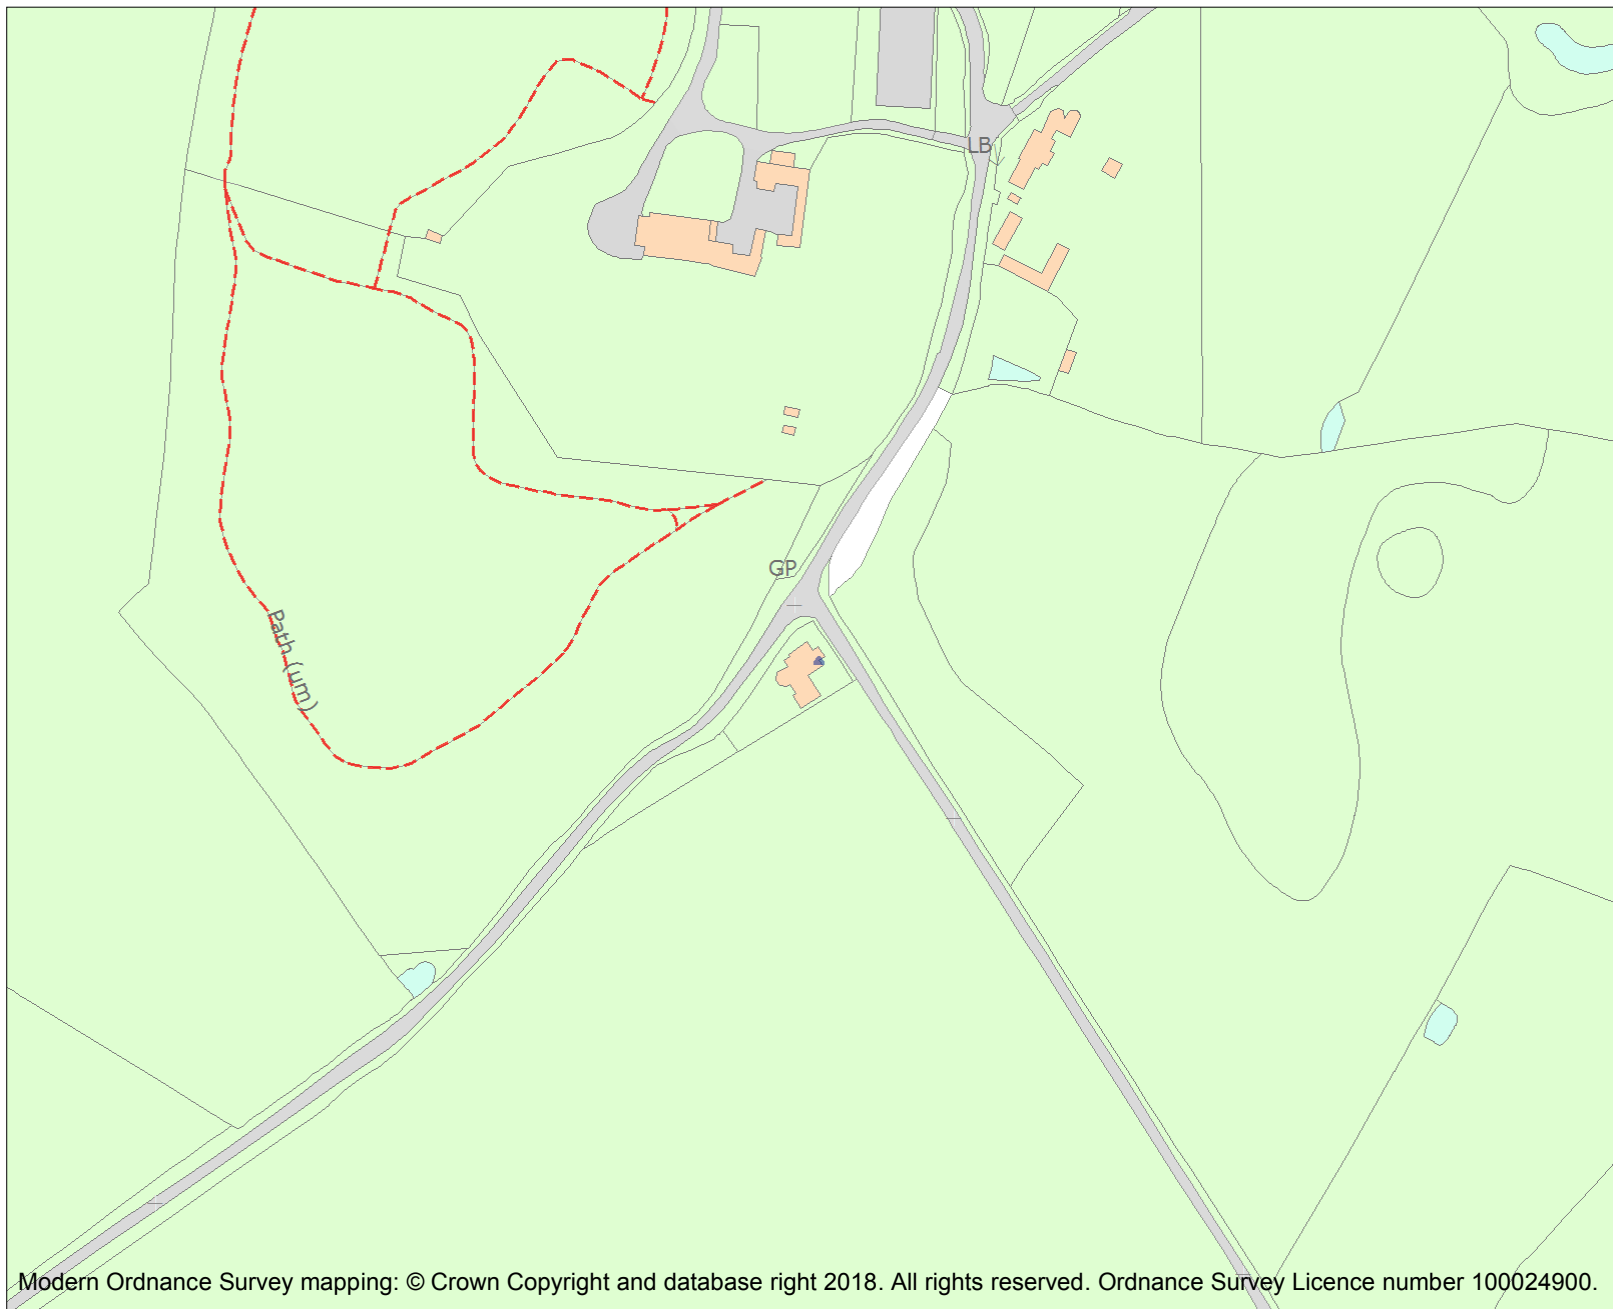 LB
GP
Path (um)
Modern Ordnance Survey mapping: © Crown Copyright and database right 2018. All rights reserved. Ordnance Survey Licence number 100024900.